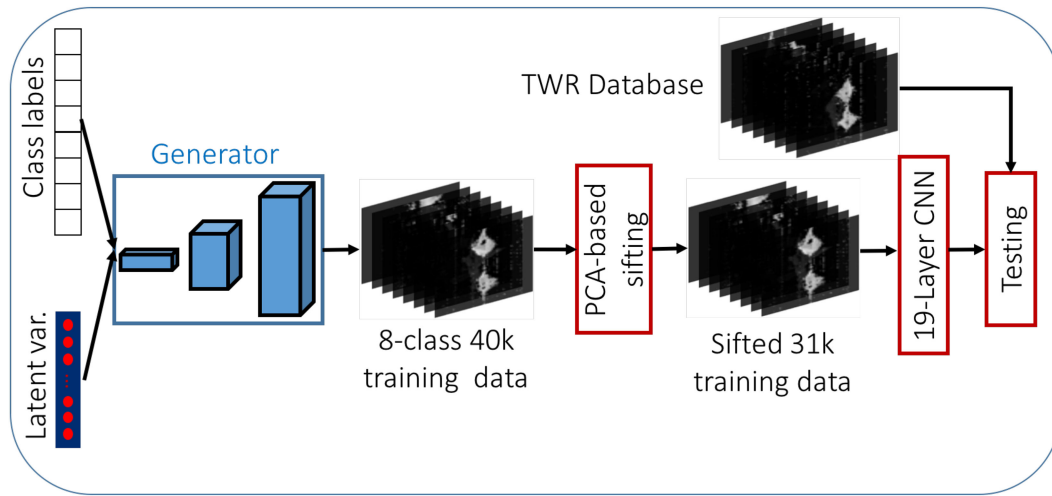 Class labels
Latent var.
Generator
8-class 40k
training data
PCA-based
sifting
TWR Database
Sifted 31k
training data
19-Layer CNN
Testing